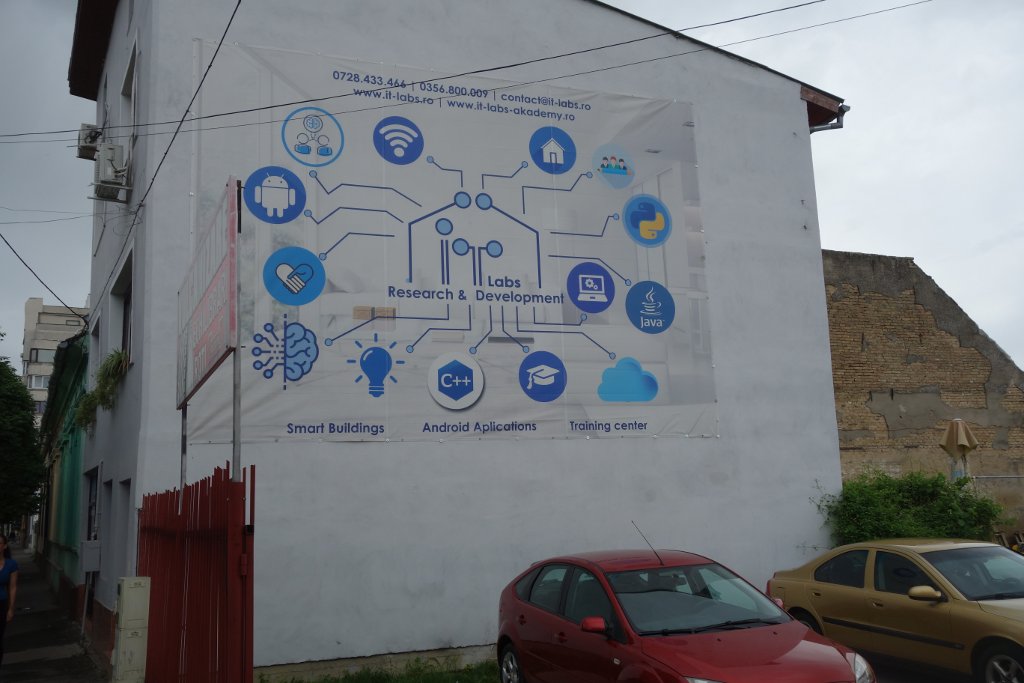 0728.433.466 | 0356.800.009 | contact@it-labs.ro
www.it-labs.ro | www.it-labs-akademy.ro
Labs
Research & Development
Java
C++
Smart Buildings
Android Aplications
Training center